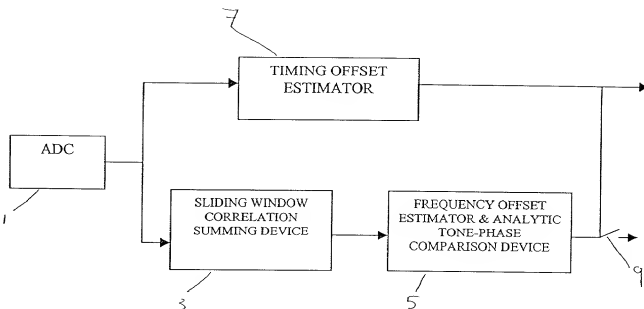 7
TIMING OFFSET
ESTIMATOR
ADC
1
SLIDING WINDOW
CORRELATION
SUMMING DEVICE
3
FREQUENCY OFFSET
ESTIMATOR & ANALYTIC
TONE-PHASE
COMPARISON DEVICE
5
9